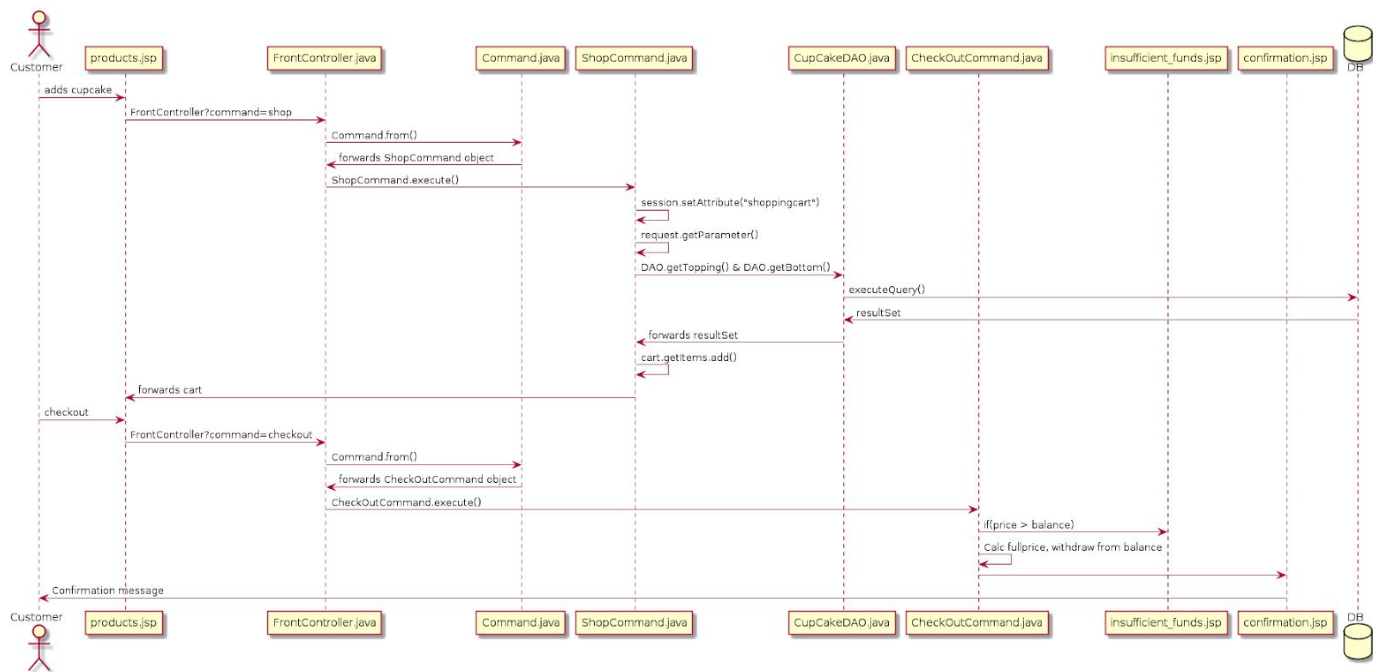 Customer
products.jsp
FrontController.java
Command.java
ShopCommand.java
CupCakeDAO.java
CheckOutCommand.java
insufficient_funds.jsp
confirmation.jsp
DB
adds cupcake
FrontController?command=shop
Command.from()
forwards ShopCommand object
ShopCommand.execute()
session.setAttribute("shoppingcart")
request.getParameter()
DAO.getTopping() & DAO.getBottom()
executeQuery()
resultSet
forwards resultSet
cart.getItems.add()
forwards cart
checkout
FrontController?command=checkout
Command.from()
forwards CheckOutCommand object
CheckOutCommand.execute()
if(price > balance)
Calc fullprice, withdraw from balance
Confirmation message
Customer
products.jsp
FrontController.java
Command.java
ShopCommand.java
CupCakeDAO.java
CheckOutCommand.java
insufficient_funds.jsp
confirmation.jsp
DB